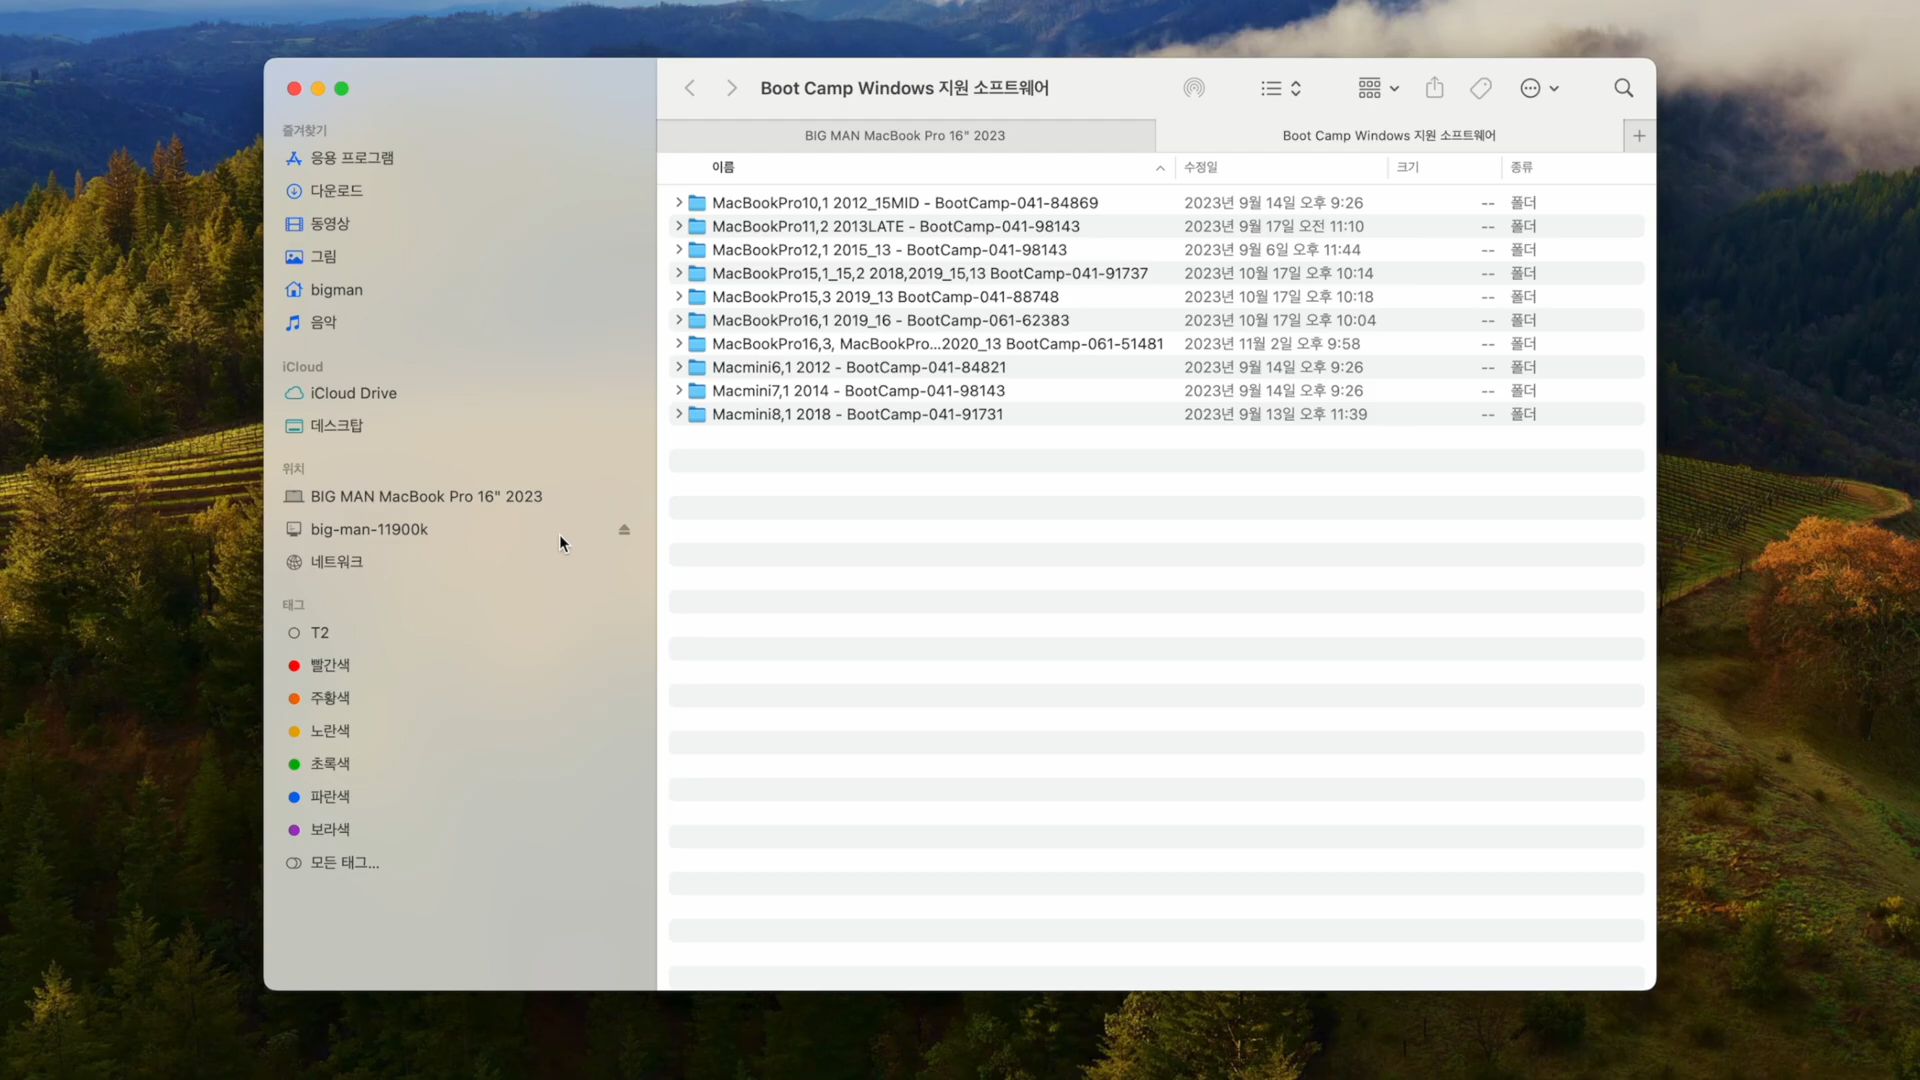 Boot Camp Windows 지원 소프트웨어
BIG MAN MacBook Pro 16" 2023
Boot Camp Windows 지원 소프트웨어
즐겨찾기
응용 프로그램
다운로드
동영상
그림
bigman
음악
iCloud
iCloud Drive
데스크탑
위치
BIG MAN MacBook Pro 16" 2023
big-man-11900k
네트워크
태그
T2
빨간색
주황색
노란색
초록색
파란색
보라색
모든 태그...
이름 수정일 크기 종류
MacBookPro10,1 2012_15MID - BootCamp-041-84869 2023년 9월 14일 오후 9:26 -- 폴더
MacBookPro11,2 2013LATE - BootCamp-041-98143 2023년 9월 17일 오전 11:10 -- 폴더
MacBookPro12,1 2015_13 - BootCamp-041-98143 2023년 9월 6일 오후 11:44 -- 폴더
MacBookPro15,1_15,2 2018,2019_15,13 BootCamp-041-91737 2023년 10월 17일 오후 10:14 -- 폴더
MacBookPro15,3 2019_13 BootCamp-041-88748 2023년 10월 17일 오후 10:18 -- 폴더
MacBookPro16,1 2019_16 - BootCamp-061-62383 2023년 10월 17일 오후 10:04 -- 폴더
MacBookPro16,3, MacBookPro...2020_13 BootCamp-061-51481 2023년 11월 2일 오후 9:58 -- 폴더
Macmini6,1 2012 - BootCamp-041-84821 2023년 9월 14일 오후 9:26 -- 폴더
Macmini7,1 2014 - BootCamp-041-98143 2023년 9월 14일 오후 9:26 -- 폴더
Macmini8,1 2018 - BootCamp-041-91731 2023년 9월 13일 오후 11:39 -- 폴더